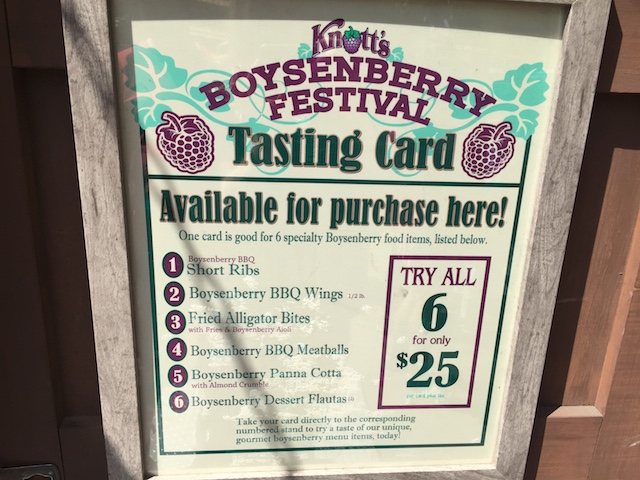 Knott's
BOYSENBERRY
FESTIVAL
Tasting Card
Available for purchase here!
One card is good for 6 specialty Boysenberry food items, listed below.
1 Boysenberry BBQ
Short Ribs
2 Boysenberry BBQ Wings 1/2 lb.
3 Fried Alligator Bites
with Fries & Boysenberry Aioli
4 Boysenberry BBQ Meatballs
5 Boysenberry Panna Cotta
with Almond Crumble
6 Boysenberry Dessert Flautas (2)
TRY ALL
6
for only
$25
Take your card directly to the corresponding
numbered stand to try a taste of our unique,
gourmet boysenberry menu items, today!